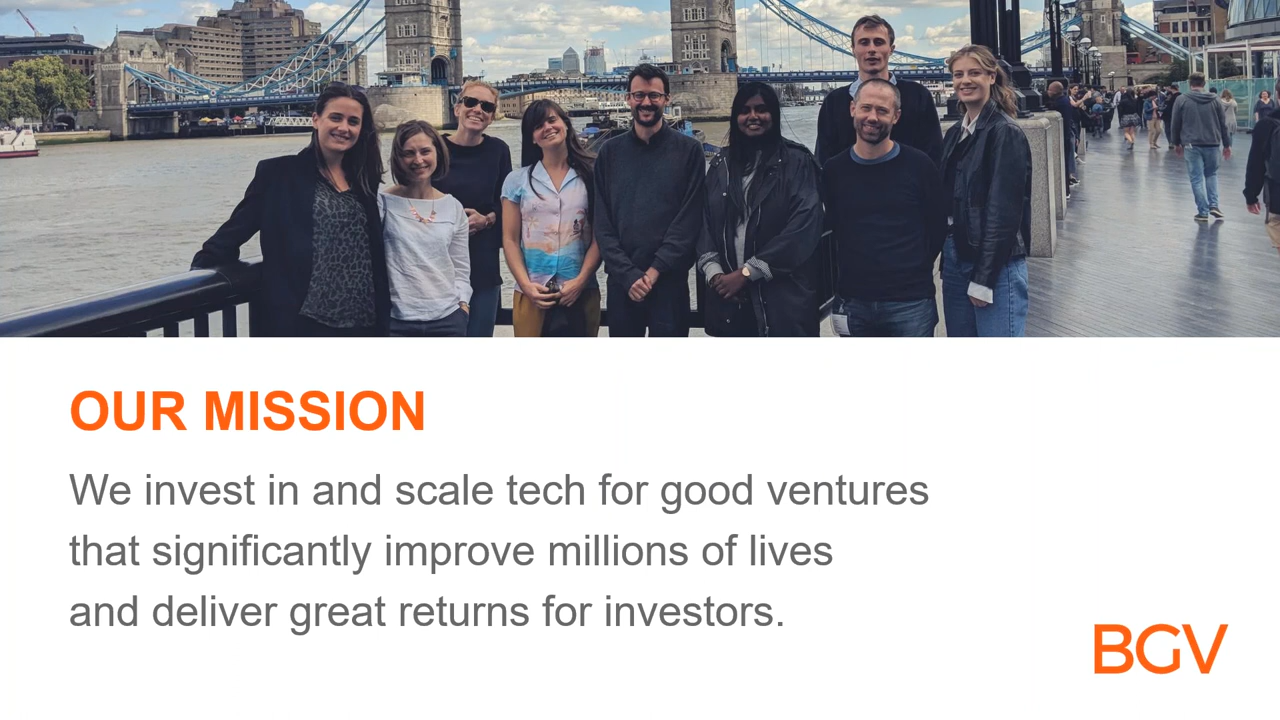 OUR MISSION
We invest in and scale tech for good ventures
that significantly improve millions of lives
and deliver great returns for investors.
BGV